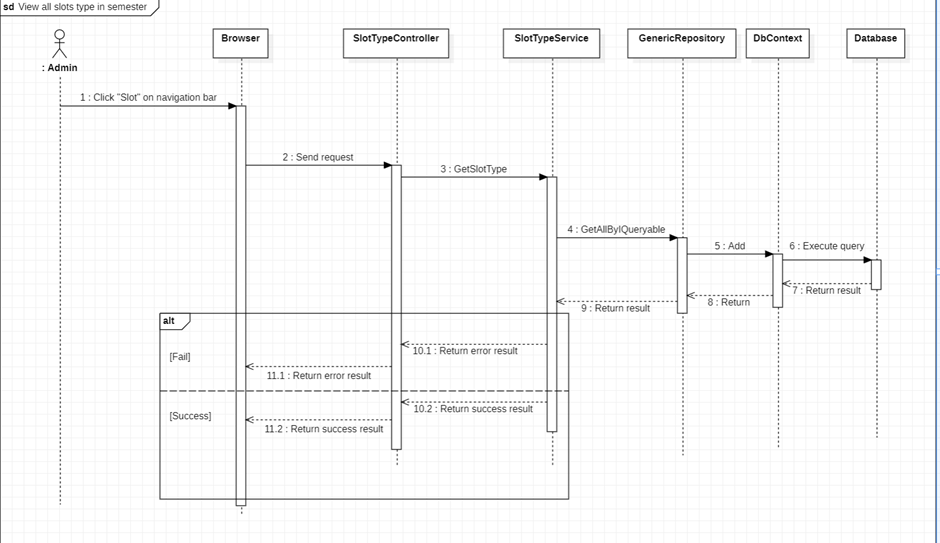 sd View all slots type in semester
Browser
SlotTypeController
SlotTypeService
GenericRepository
DbContext
Database
: Admin
1 : Click "Slot" on navigation bar
2 : Send request
3 : GetSlotType
4 : GetAllByIQueryable
5 : Add
6 : Execute query
7 : Return result
8 : Return
9 : Return result
alt
[Fail]
10.1 : Return error result
11.1 : Return error result
[Success]
10.2 : Return success result
11.2 : Return success result